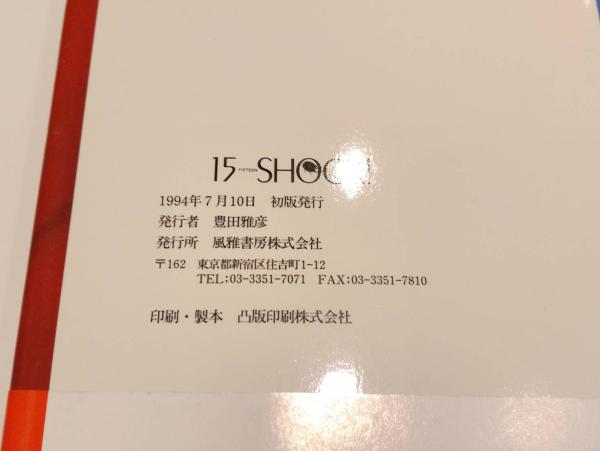 15 FIFTEEN SHOCK!
1994年7月10日 初版発行
発行者 豊田雅彦
発行所 風雅書房株式会社
〒162 東京都新宿区住吉町1-12
TEL:03-3351-7071 FAX:03-3351-7810
印刷・製本 凸版印刷株式会社